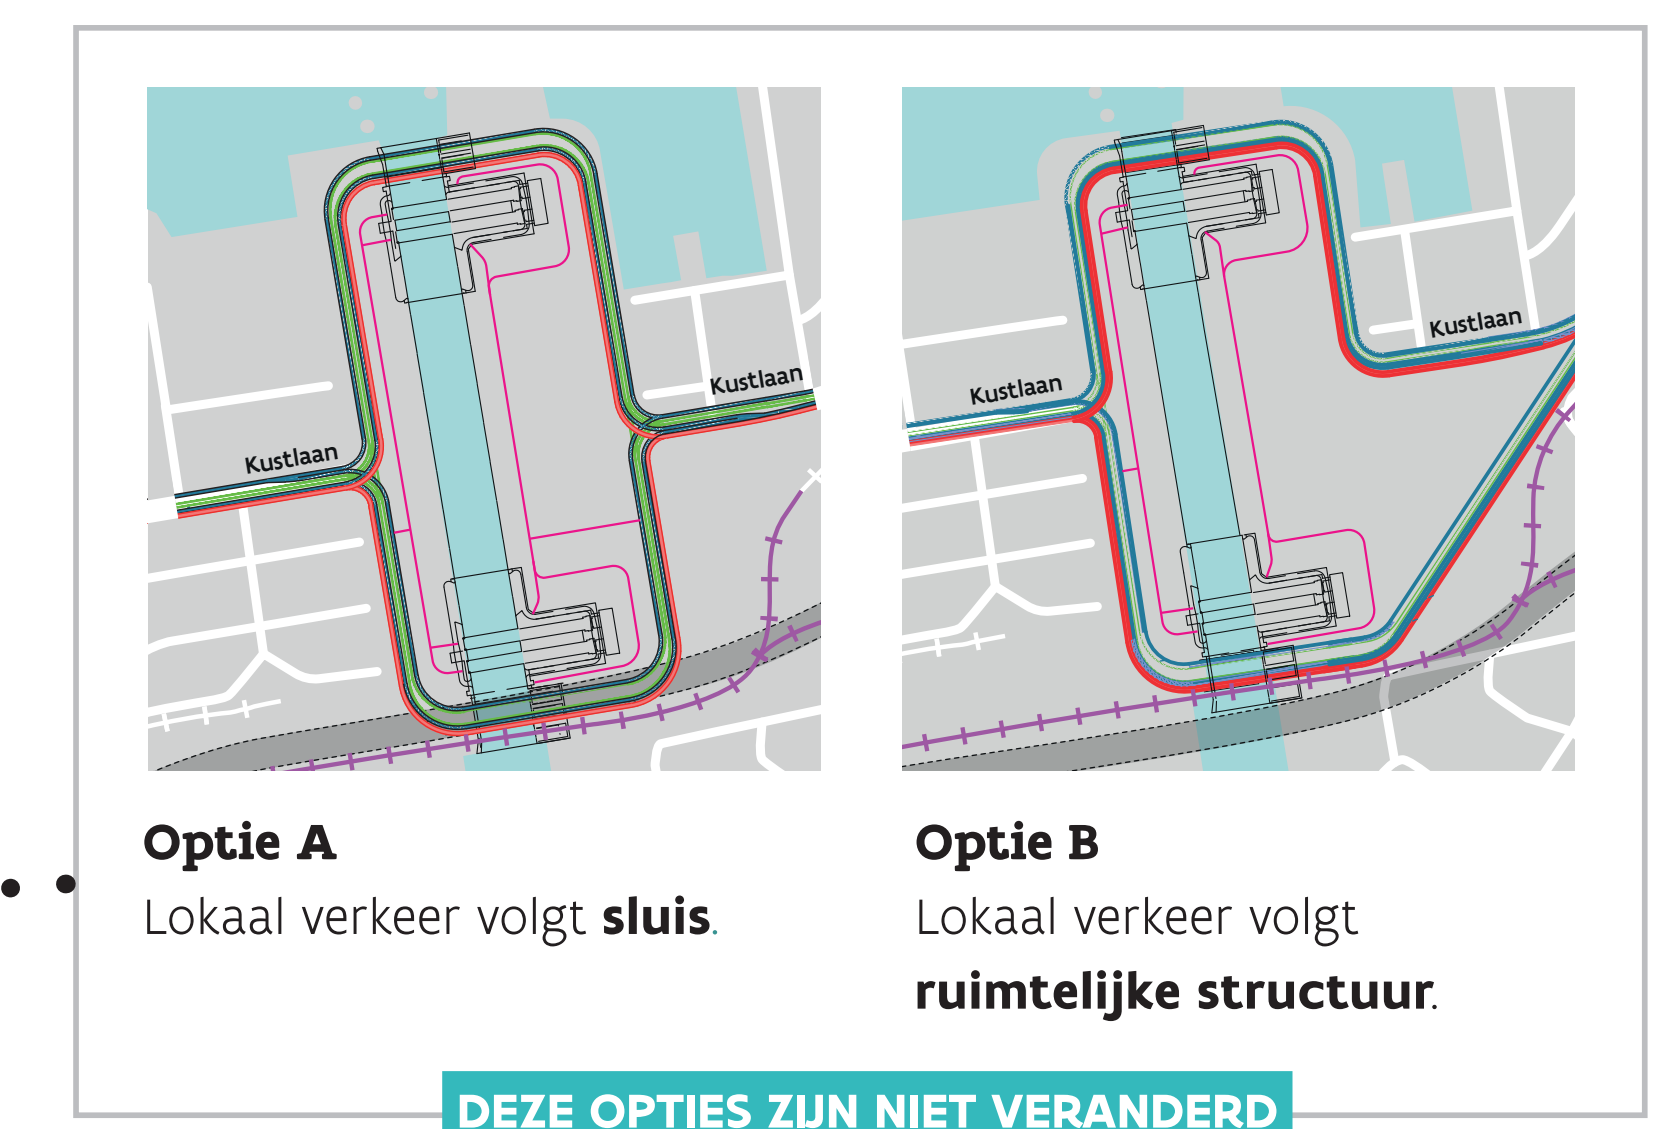 Kustlaan
Kustlaan
Kustlaan
Kustlaan
Optie A
Lokaal verkeer volgt sluis.
Optie B
Lokaal verkeer volgt
ruimtelijke structuur.
DEZE OPTIES ZIJN NIET VERANDERD